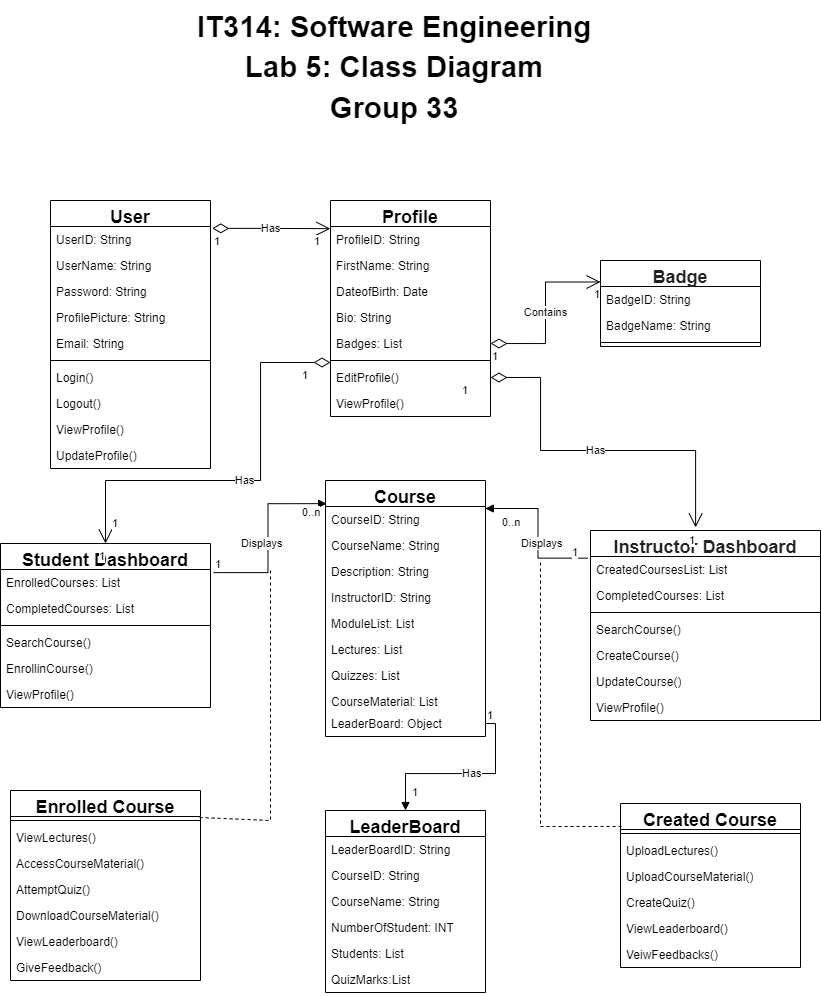 IT314: Software Engineering
Lab 5: Class Diagram
Group 33
User
UserID: String
UserName: String
Password: String
ProfilePicture: String
Email: String
Login()
Logout()
ViewProfile()
UpdateProfile()
1
Has
1
Profile
ProfileID: String
FirstName: String
DateofBirth: Date
Bio: String
Badges: List
EditProfile()
ViewProfile()
1
Contains
1
Badge
BadgeID: String
BadgeName: String
1
Has
1
1
Has
1
Student Dashboard
1
EnrolledCourses: List
CompletedCourses: List
SearchCourse()
EnrollinCourse()
ViewProfile()
1
Displays
0..n
Course
CourseID: String
CourseName: String
Description: String
InstructorID: String
ModuleList: List
Lectures: List
Quizzes: List
CourseMaterial: List
LeaderBoard: Object
0..n
Displays
1
Instructor Dashboard
CreatedCoursesList: List
CompletedCourses: List
SearchCourse()
CreateCourse()
UpdateCourse()
ViewProfile()
1
Has
1
Enrolled Course
ViewLectures()
AccessCourseMaterial()
AttemptQuiz()
DownloadCourseMaterial()
ViewLeaderboard()
GiveFeedback()
LeaderBoard
LeaderBoardID: String
CourseID: String
CourseName: String
NumberOfStudent: INT
Students: List
QuizMarks:List
Created Course
UploadLectures()
UploadCourseMaterial()
CreateQuiz()
ViewLeaderboard()
VeiwFeedbacks()